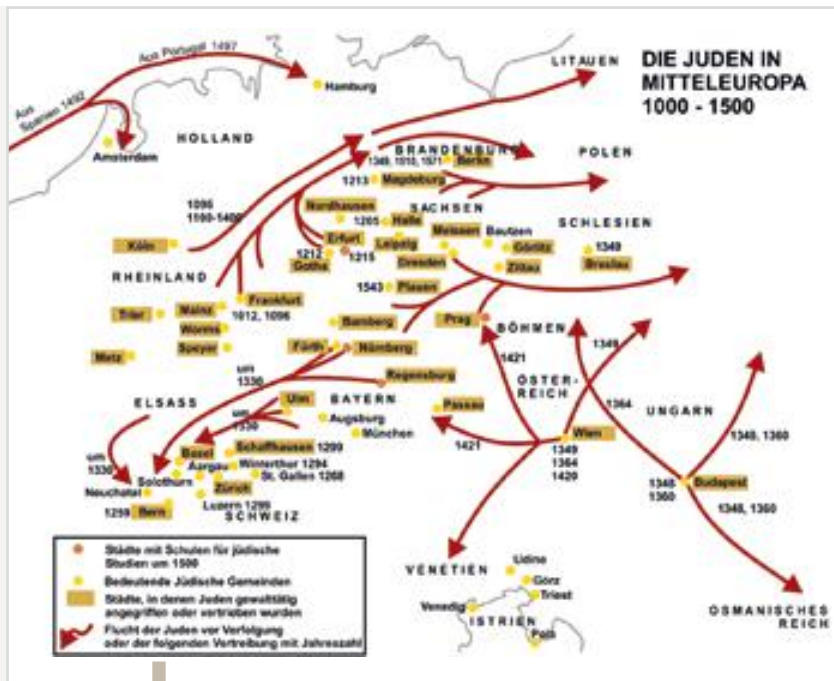 DIE JUDEN IN
MITTELEUROPA
1000 - 1500
Aus Portugal 1497
Aus
Spanien 1492
Hamburg
LITAUEN
HOLLAND
Amsterdam
BRANDENBURG
1349, 1510, 1571
Berlin
POLEN
1213
Magdeburg
1096
1100-1400
Nordhausen
SACHSEN
1205
Halle
SCHLESIEN
Köln
Erfurt
Leipzig
Meissen
Bautzen
Görlitz
1349
1212
Gotha
1215
Dresden
Zittau
Breslau
RHEINLAND
1543
Plauen
Frankfurt
1012, 1096
Mainz
Trier
Worms
Bamberg
Prag
BÖHMEN
Metz
Speyer
Fürth
Nürnberg
1421
1349
um
1330
Regensburg
ÖSTER-
REICH
1364
UNGARN
ELSASS
BAYERN
Ulm
um
1330
Augsburg
Passau
1348, 1360
München
1421
Wien
1349
1364
1420
um
1330
Basel
Schaffhausen 1299
Aargau
Winterthur 1294
Solothurn
St. Gallen 1268
Neuchatel
Zürich
1348
1360
Budapest
1348, 1360
1259
Bern
Luzern 1299
SCHWEIZ
VENETIEN
Udine
Görz
Triest
Venedig
ISTRIEN
Pola
OSMANISCHES
REICH
Städte mit Schulen für jüdische
Studien um 1500
Bedeutende Jüdische Gemeinden
Städte, in denen Juden gewalttätig
angegriffen oder vertrieben wurden
Flucht der Juden vor Verfolgung
oder der folgenden Vertreibung mit Jahreszahl